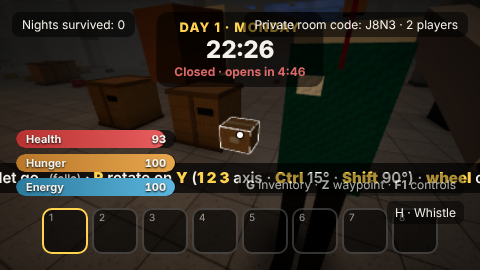 Nights survived: 0
DAY 1 · MONDAY
Private room code: J8N3 · 2 players
22:26
Closed · opens in 4:46
Health 93
Hunger 100
let go (falls) · R rotate on Y (1 2 3 axis · Ctrl 15° · Shift 90°) · wheel
Energy 100
G Inventory · Z waypoint · F1 controls
H · Whistle
1 2 3 4 5 6 7 8